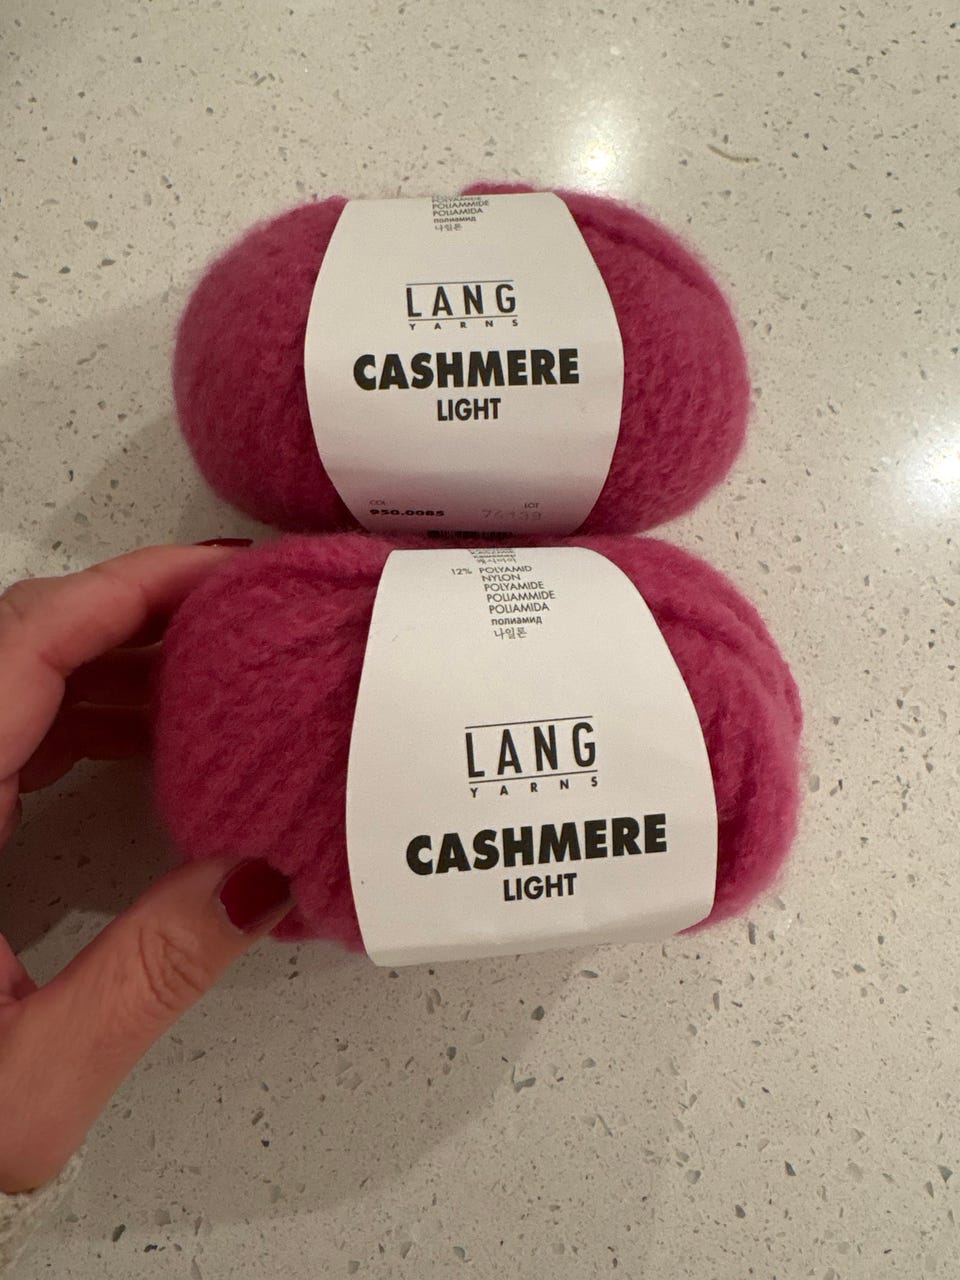 POLIAMMIDE
POLIAMIDA
полиамид
나일론
LANG
YARNS
CASHMERE
LIGHT
COL LOT
950.0085
12% POLYAMID
NYLON
POLYAMIDE
POLIAMMIDE
POLIAMIDA
полиамид
나일론
LANG
YARNS
CASHMERE
LIGHT